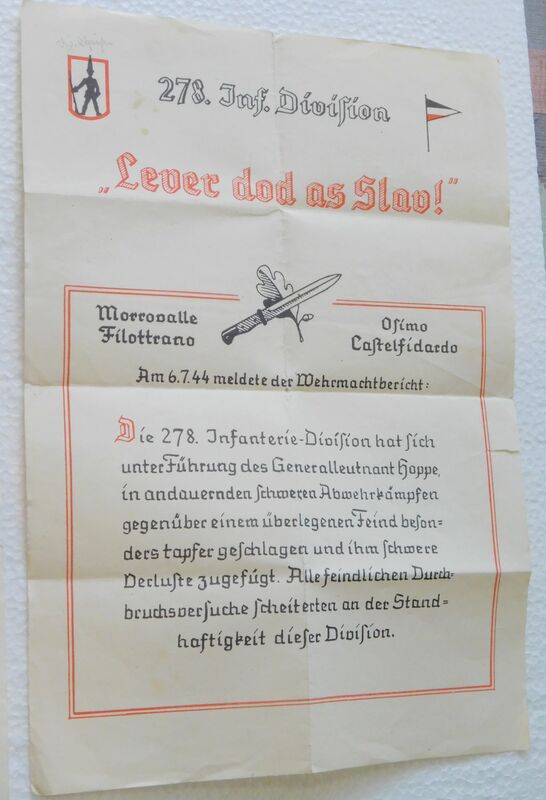 278. Inf. Division
„Lever dod as Slav!"
Morrovalle
Filottrano
Osimo
Castelfidardo
Am 6.7.44 meldete der Wehrmachtbericht:
Die 278. Infanterie-Division hat sich
unter Führung des Generalleutnant Hoppe,
in andauernden schweren Abwehrkämpfen
gegenüber einem überlegenen Feind beson=
ders tapfer geschlagen und ihm schwere
Verluste zugefügt. Alle feindlichen Durch=
bruchsversuche scheiterten an der Stand=
haftigkeit dieser Division.